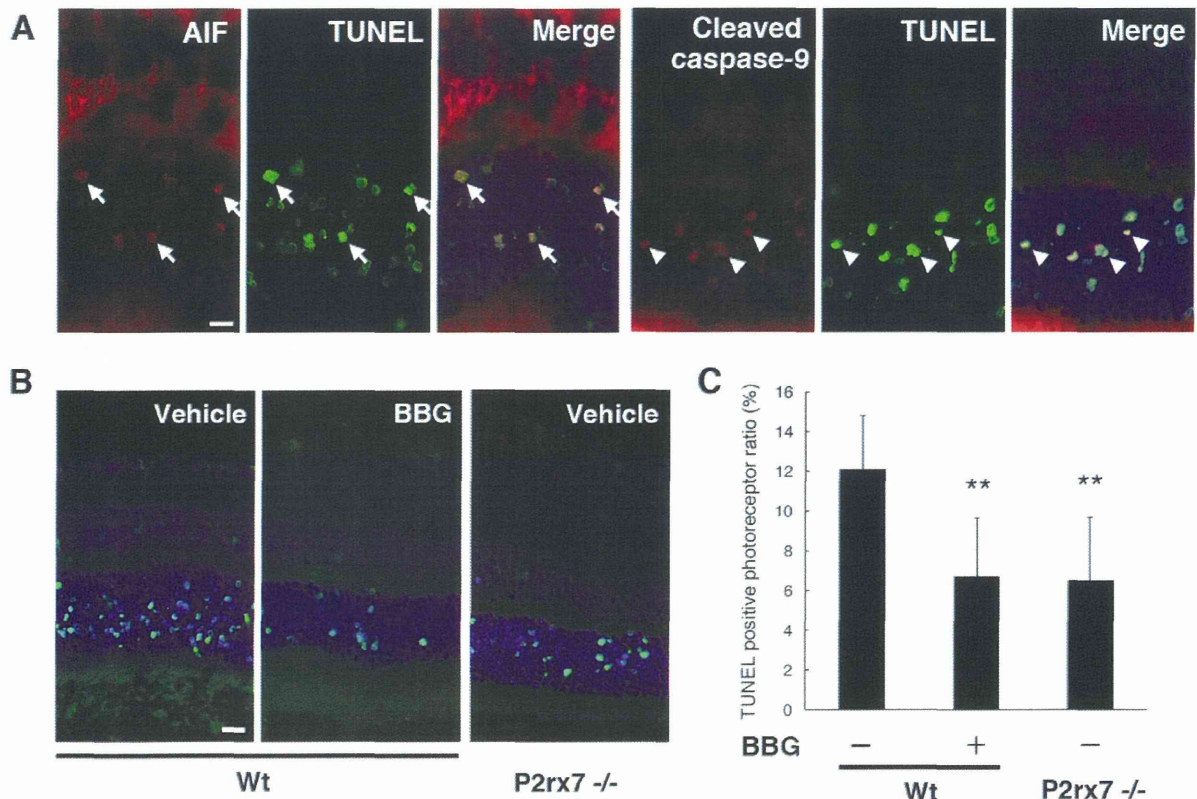 A
AIF
TUNEL
Merge
Cleaved
caspase-9
TUNEL
Merge
B
Vehicle
BBG
Vehicle
Wt
P2rx7 -/-
C
TUNEL positive photoreceptor ratio (%)
16
14
12
10
8
6
4
2
0
**
**
BBG
− + −
Wt
P2rx7 -/-